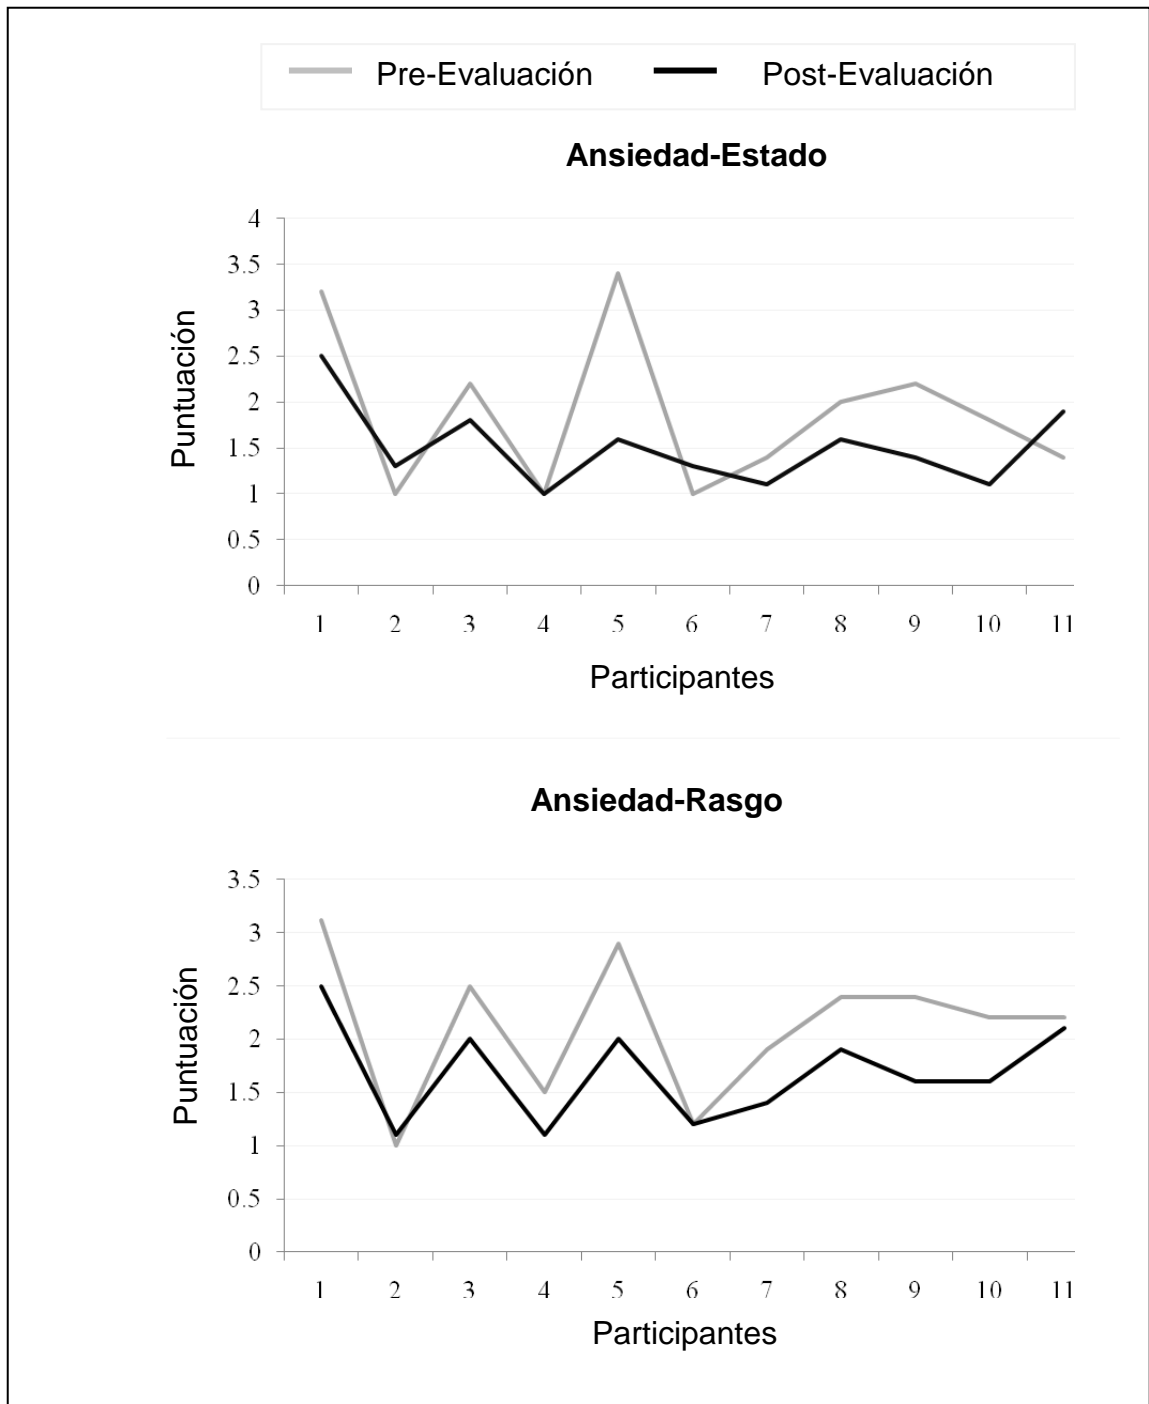 Pre-Evaluación Post-Evaluación
Ansiedad-Estado
4
3.5
3
2.5
2
1.5
1
0.5
0
Puntuación
1 2 3 4 5 6 7 8 9 10 11
Participantes
Ansiedad-Rasgo
3.5
3
2.5
2
1.5
1
0.5
0
Puntuación
1 2 3 4 5 6 7 8 9 10 11
Participantes